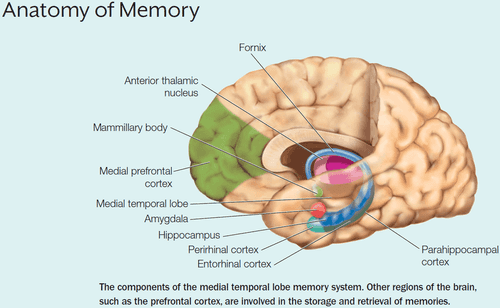 Anatomy of Memory
Fornix
Anterior thalamic
nucleus
Mammillary body
Medial prefrontal
cortex
Medial temporal lobe
Amygdala
Hippocampus
Perirhinal cortex
Entorhinal cortex
Parahippocampal
cortex
The components of the medial temporal lobe memory system. Other regions of the brain,
such as the prefrontal cortex, are involved in the storage and retrieval of memories.